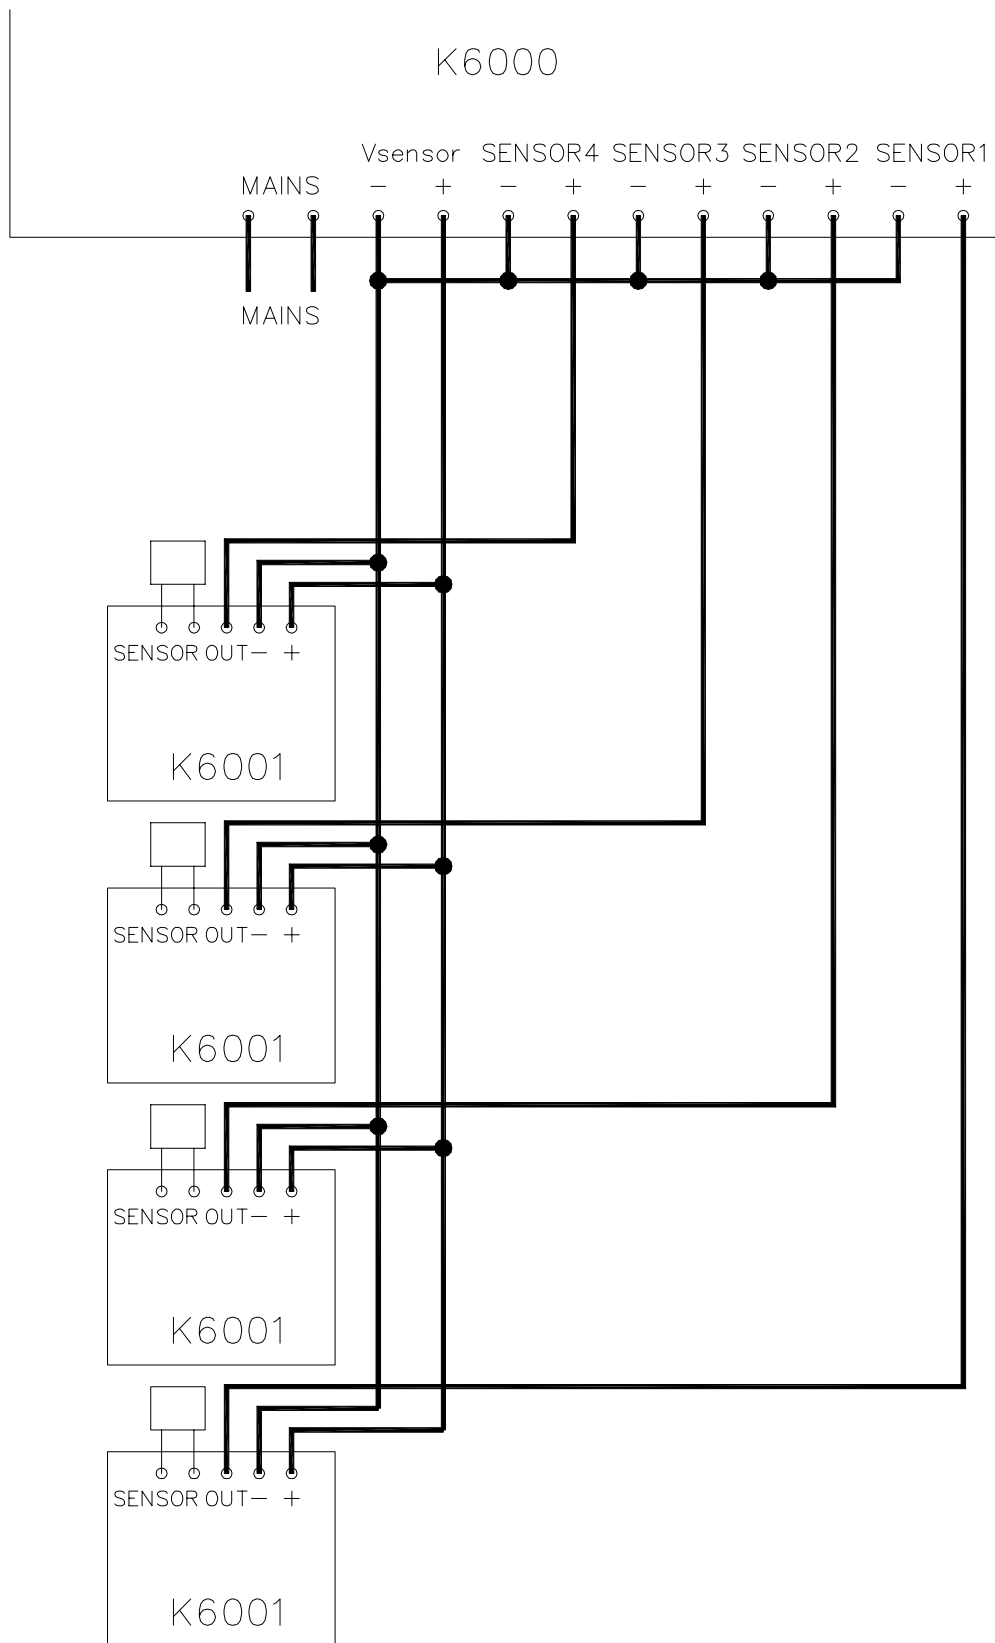 K6000
Vsensor SENSOR4 SENSOR3 SENSOR2 SENSOR1
MAINS − + − + − + − + − +
MAINS
SENSOR OUT − +
K6001
SENSOR OUT − +
K6001
SENSOR OUT − +
K6001
SENSOR OUT − +
K6001